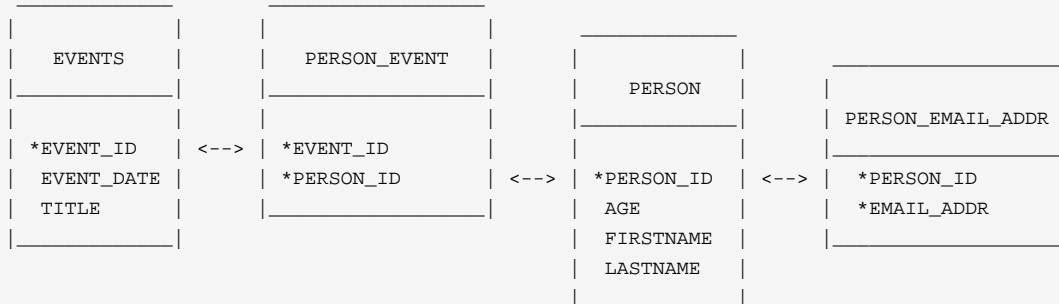 EVENTS PERSON_EVENT
PERSON
PERSON_EMAIL_ADDR
*EVENT_ID <--> *EVENT_ID
EVENT_DATE *PERSON_ID <--> *PERSON_ID <--> *PERSON_ID
TITLE AGE *EMAIL_ADDR
FIRSTNAME
LASTNAME